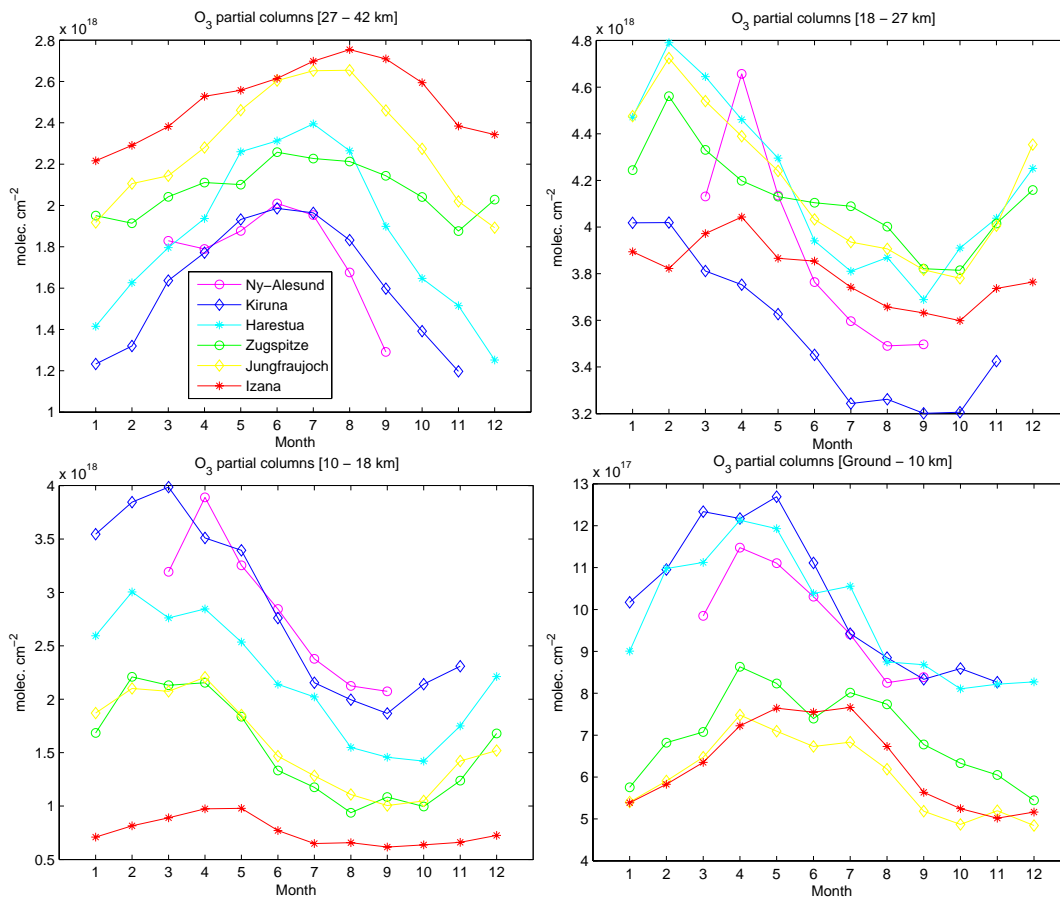 O3 partial columns [27 − 42 km]
x 10^18
2.8
2.6
2.4
2.2
2
1.8
1.6
1.4
1.2
1
molec. cm−2
Ny−Alesund
Kiruna
Harestua
Zugspitze
Jungfraujoch
Izana
1 2 3 4 5 6 7 8 9 10 11 12
Month
O3 partial columns [18 − 27 km]
x 10^18
4.8
4.6
4.4
4.2
4
3.8
3.6
3.4
3.2
molec. cm−2
1 2 3 4 5 6 7 8 9 10 11 12
Month
O3 partial columns [10 − 18 km]
x 10^18
4
3.5
3
2.5
2
1.5
1
0.5
molec. cm−2
1 2 3 4 5 6 7 8 9 10 11 12
Month
O3 partial columns [Ground − 10 km]
x 10^17
13
12
11
10
9
8
7
6
5
4
molec. cm−2
1 2 3 4 5 6 7 8 9 10 11 12
Month